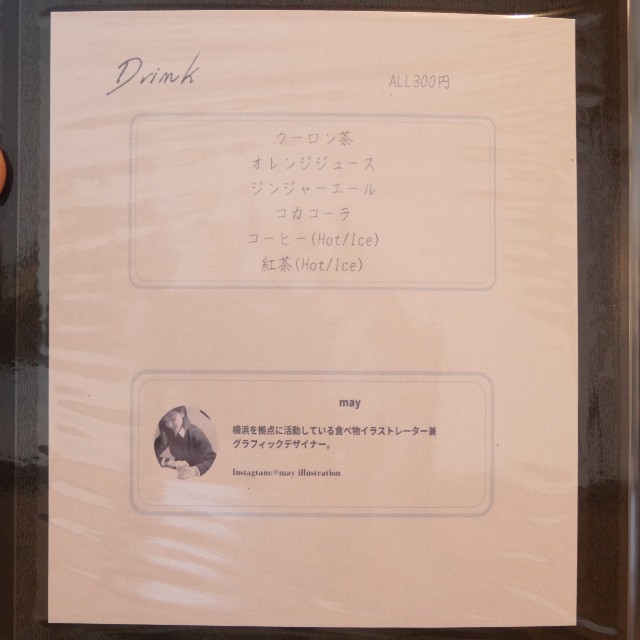 Drink
ALL300円
ウーロン茶
オレンジジュース
ジンジャーエール
コカコーラ
コーヒー(Hot/Ice)
紅茶(Hot/Ice)
may
横浜を拠点に活動している食べ物イラストレーター兼
グラフィックデザイナー。
Instagtam:@may illustration